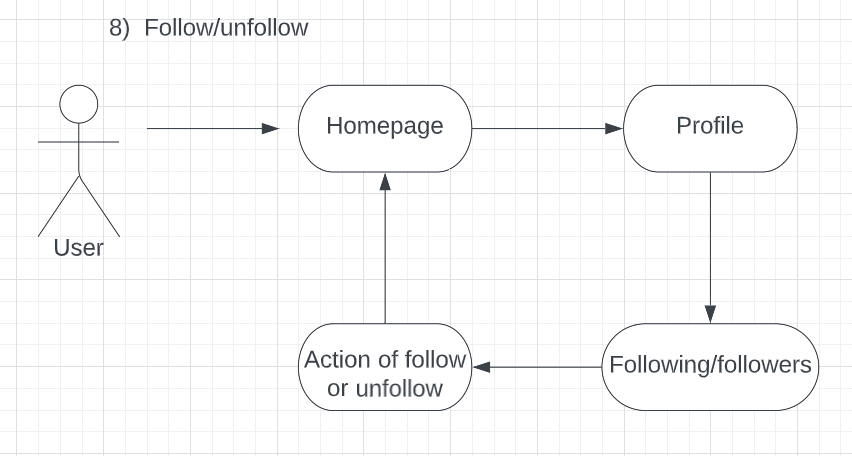 8) Follow/unfollow
Homepage
Profile
User
Action of follow
or unfollow
Following/followers